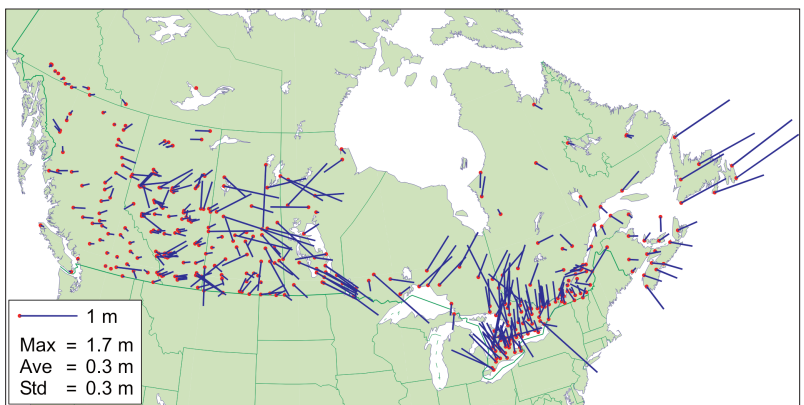 1 m
Max = 1.7 m
Ave = 0.3 m
Std = 0.3 m